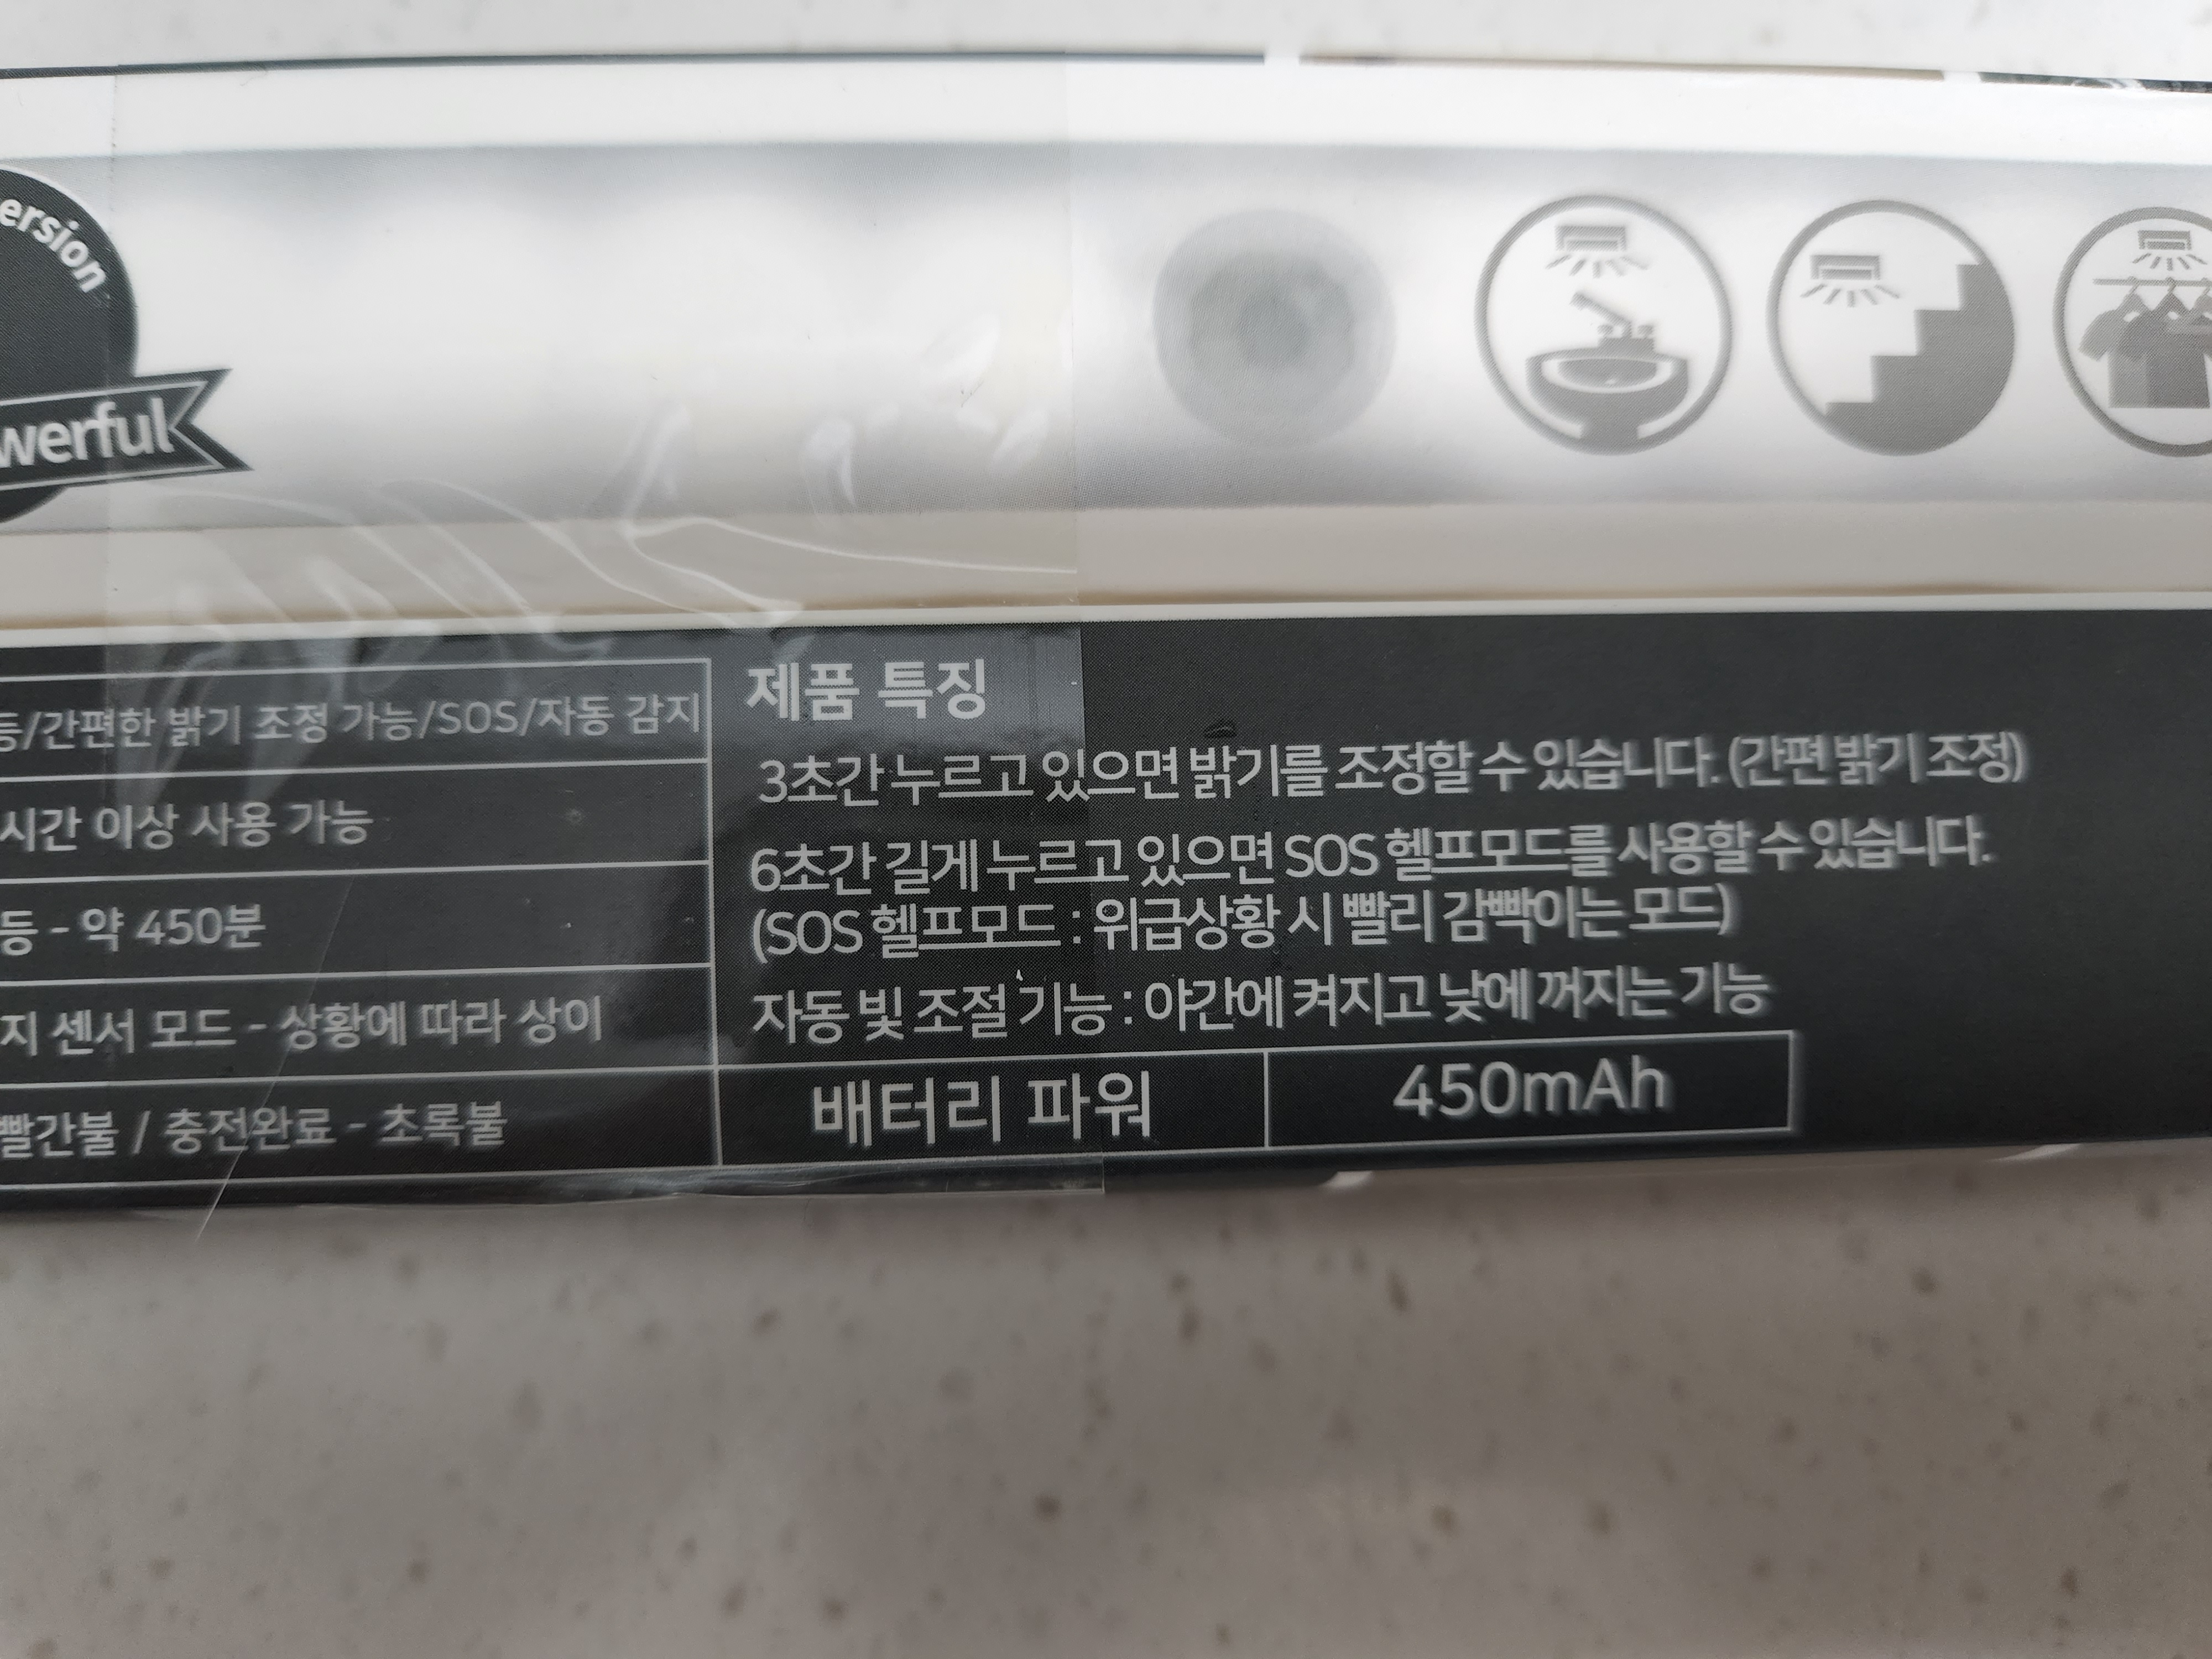 ersion
werful
등/간편한 밝기 조정 가능/SOS/자동 감지
시간 이상 사용 가능
등 - 약 450분
지 센서 모드 - 상황에 따라 상이
빨간불 / 충전완료 - 초록불
제품 특징
3초간 누르고 있으면 밝기를 조정할 수 있습니다. (간편 밝기 조정)
6초간 길게 누르고 있으면 SOS 헬프모드를 사용할 수 있습니다.
(SOS 헬프모드 : 위급상황 시 빨리 감빡이는 모드)
자동 빛 조절 기능 : 야간에 켜지고 낮에 꺼지는 기능
배터리 파워 450mAh